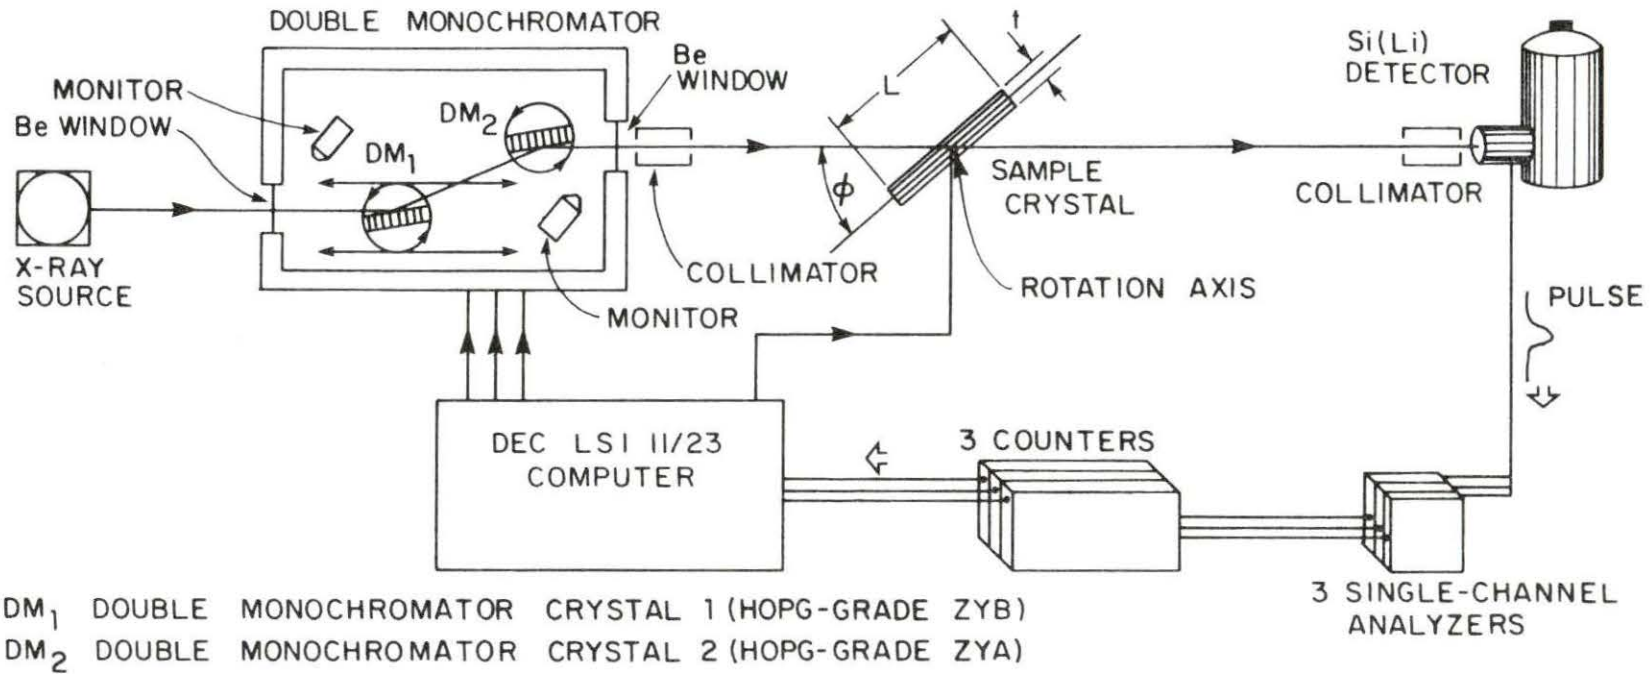 DOUBLE MONOCHROMATOR
MONITOR
Be WINDOW
DM1
DM2
Be
WINDOW
X-RAY
SOURCE
COLLIMATOR
MONITOR
L
t
ϕ
SAMPLE
CRYSTAL
ROTATION AXIS
Si(Li)
DETECTOR
COLLIMATOR
PULSE
DEC LSI 11/23
COMPUTER
3 COUNTERS
3 SINGLE-CHANNEL
ANALYZERS
DM1 DOUBLE MONOCHROMATOR CRYSTAL 1 (HOPG-GRADE ZYB)
DM2 DOUBLE MONOCHROMATOR CRYSTAL 2 (HOPG-GRADE ZYA)